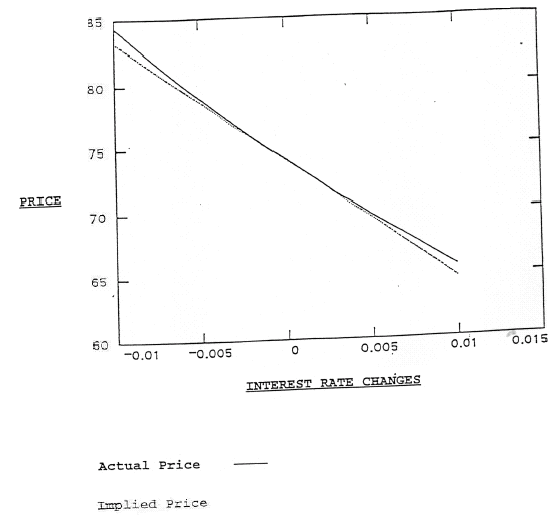 85
80
75
PRICE
70
65
60
-0.01 -0.005 0 0.005 0.01 0.015
INTEREST RATE CHANGES
Actual Price
Implied Price